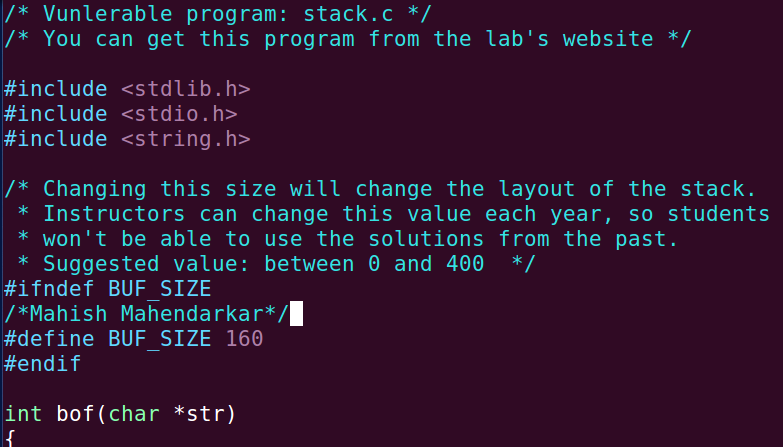 /* Vunlerable program: stack.c */
/* You can get this program from the lab's website */
#include <stdlib.h>
#include <stdio.h>
#include <string.h>
/* Changing this size will change the layout of the stack.
 * Instructors can change this value each year, so students
 * won't be able to use the solutions from the past.
 * Suggested value: between 0 and 400  */
#ifndef BUF_SIZE
/*Mahish Mahendarkar*/
#define BUF_SIZE 160
#endif
int bof(char *str)
{